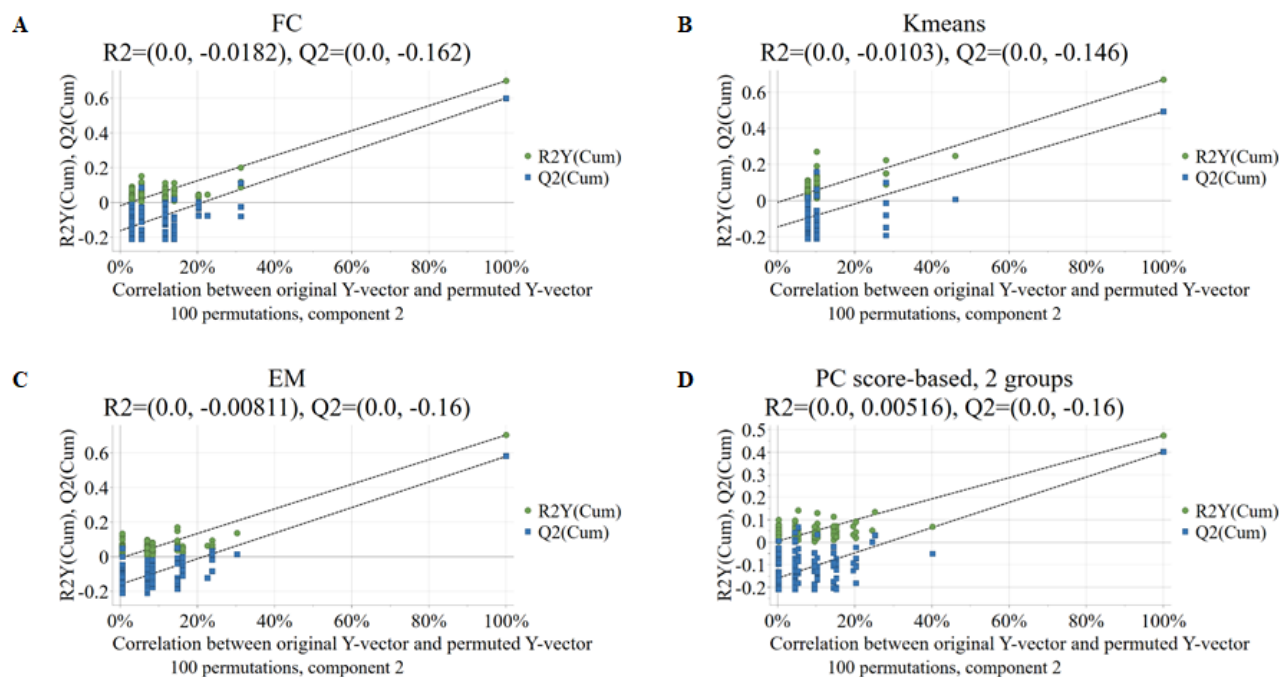 A
FC
R2=(0.0, -0.0182), Q2=(0.0, -0.162)
R2Y(Cum), Q2(Cum)
0.6
0.4
0.2
0
-0.2
0% 20% 40% 60% 80% 100%
R2Y(Cum)
Q2(Cum)
Correlation between original Y-vector and permuted Y-vector
100 permutations, component 2
B
Kmeans
R2=(0.0, -0.0103), Q2=(0.0, -0.146)
R2Y(Cum), Q2(Cum)
0.6
0.4
0.2
0
-0.2
0% 20% 40% 60% 80% 100%
R2Y(Cum)
Q2(Cum)
Correlation between original Y-vector and permuted Y-vector
100 permutations, component 2
C
EM
R2=(0.0, -0.00811), Q2=(0.0, -0.16)
R2Y(Cum), Q2(Cum)
0.6
0.4
0.2
0
-0.2
0% 20% 40% 60% 80% 100%
R2Y(Cum)
Q2(Cum)
Correlation between original Y-vector and permuted Y-vector
100 permutations, component 2
D
PC score-based, 2 groups
R2=(0.0, 0.00516), Q2=(0.0, -0.16)
R2Y(Cum), Q2(Cum)
0.5
0.4
0.3
0.2
0.1
0
-0.1
-0.2
0% 20% 40% 60% 80% 100%
R2Y(Cum)
Q2(Cum)
Correlation between original Y-vector and permuted Y-vector
100 permutations, component 2